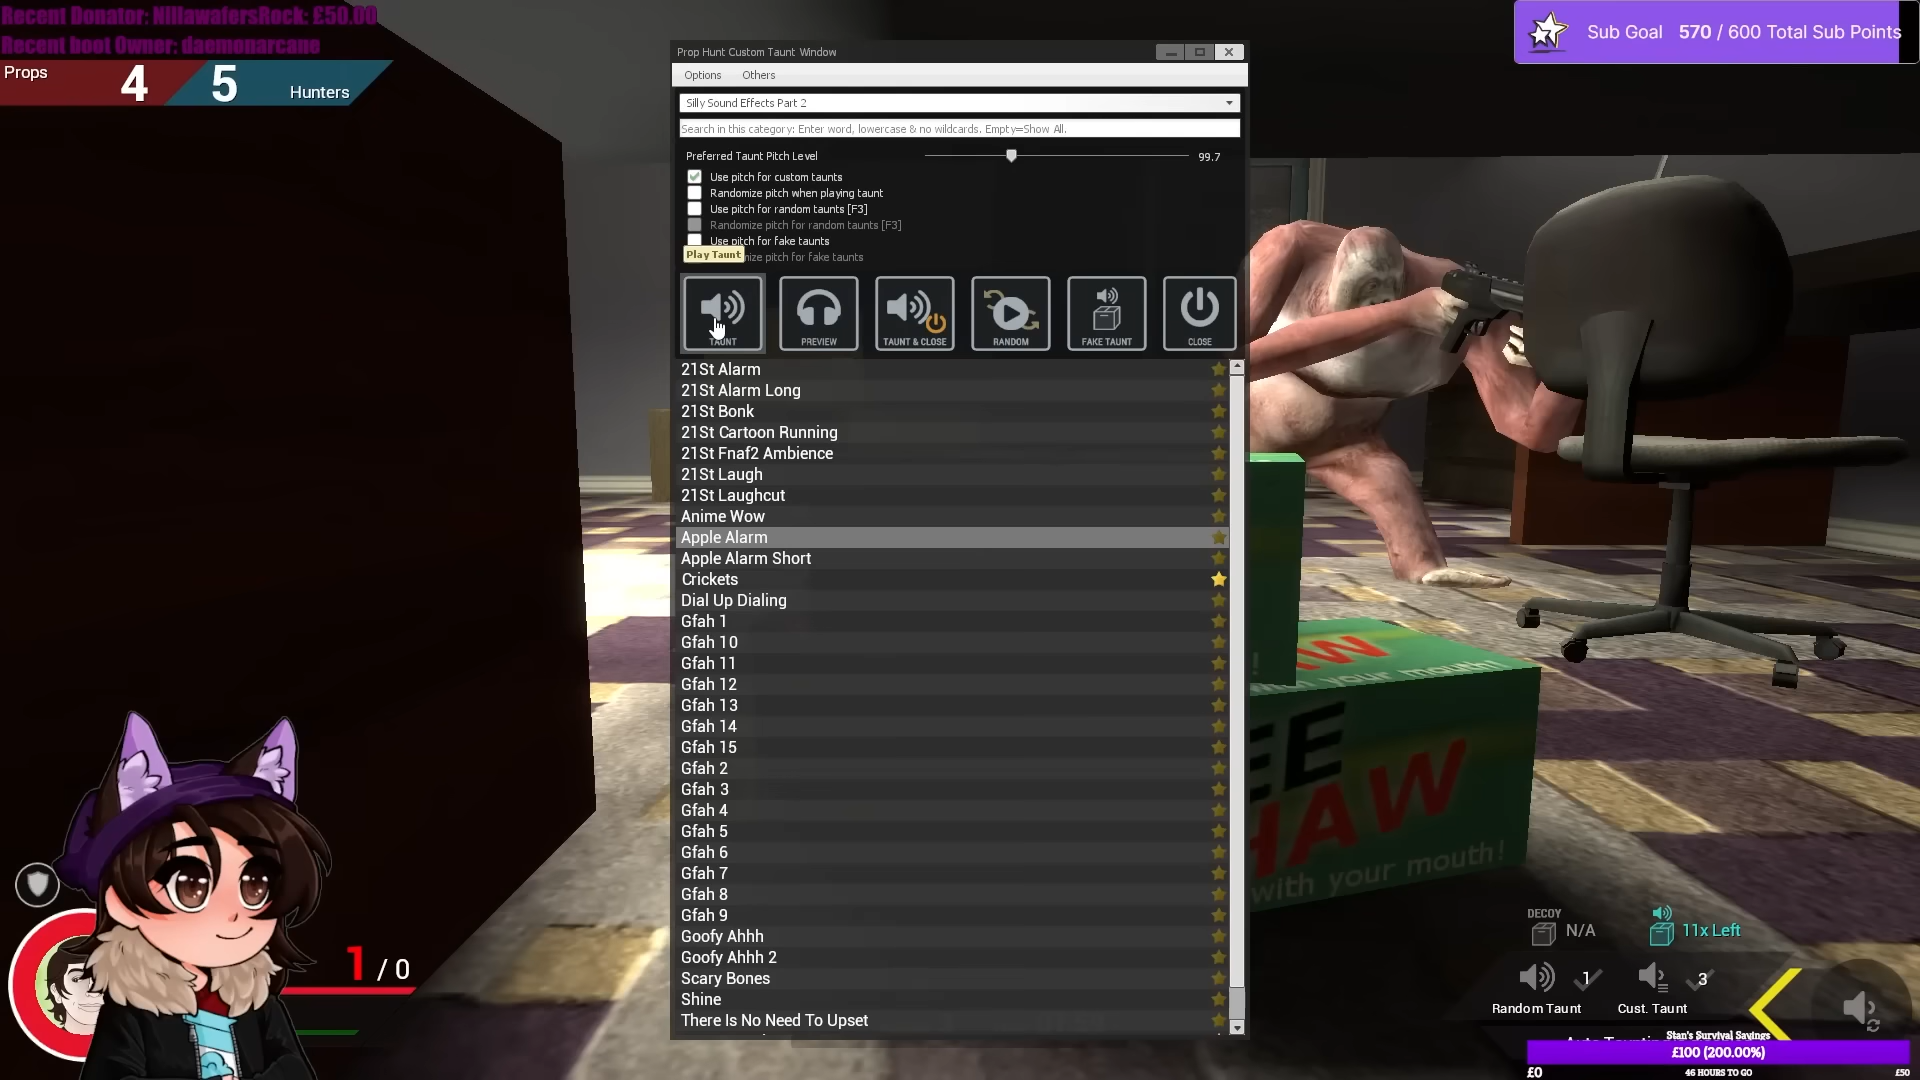 Recent Donator: NillawafersRock: £50.00
Recent boot Owner: daemonarcane
Props
4
5
Hunters
Sub Goal 570 / 600 Total Sub Points
Prop Hunt Custom Taunt Window
Options Others
Silly Sound Effects Part 2
Search in this category: Enter word, lowercase & no wildcards. Empty=Show All.
Preferred Taunt Pitch Level 99.7
Use pitch for custom taunts
Randomize pitch when playing taunt
Use pitch for random taunts [F3]
Randomize pitch for random taunts [F3]
Use pitch for fake taunts
Play Taunt
mize pitch for fake taunts
TAUNT
PREVIEW
TAUNT & CLOSE
RANDOM
FAKE TAUNT
CLOSE
21St Alarm
21St Alarm Long
21St Bonk
21St Cartoon Running
21St Fnaf2 Ambience
21St Laugh
21St Laughcut
Anime Wow
Apple Alarm
Apple Alarm Short
Crickets
Dial Up Dialing
Gfah 1
Gfah 10
Gfah 11
Gfah 12
Gfah 13
Gfah 14
Gfah 15
Gfah 2
Gfah 3
Gfah 4
Gfah 5
Gfah 6
Gfah 7
Gfah 8
Gfah 9
Goofy Ahhh
Goofy Ahhh 2
Scary Bones
Shine
There Is No Need To Upset
your mouth!
EE
HAW
with your mouth!
1 / 0
DECOY
N/A
11x Left
1
3
Random Taunt
Cust. Taunt
Stan's Survival Savings
£100 (200.00%)
£0
46 HOURS TO GO
£50